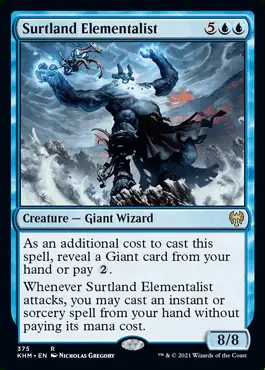 Surtland Elementalist 5
Creature — Giant Wizard
As an additional cost to cast this
spell, reveal a Giant card from
your hand or pay 2.
Whenever Surtland Elementalist
attacks, you may cast an instant or
sorcery spell from your hand without
paying its mana cost.
8/8
375 R
KHM • EN Nicholas Gregory
™ & © 2021 Wizards of the Coast